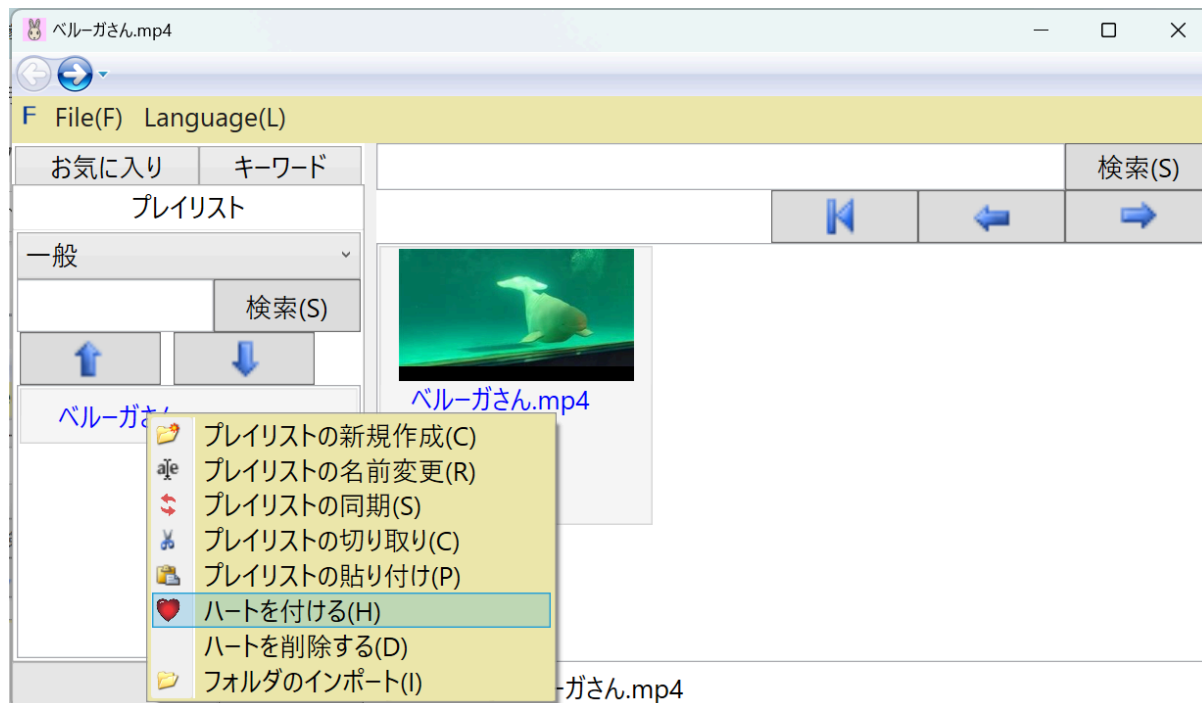 ベルーガさん.mp4
F File(F) Language(L)
お気に入り キーワード
検索(S)
プレイリスト
一般
検索(S)
ベルーガさん.mp4
ベルーガさん
プレイリストの新規作成(C)
プレイリストの名前変更(R)
プレイリストの同期(S)
プレイリストの切り取り(C)
プレイリストの貼り付け(P)
ハートを付ける(H)
ハートを削除する(D)
フォルダのインポート(I)
ーガさん.mp4